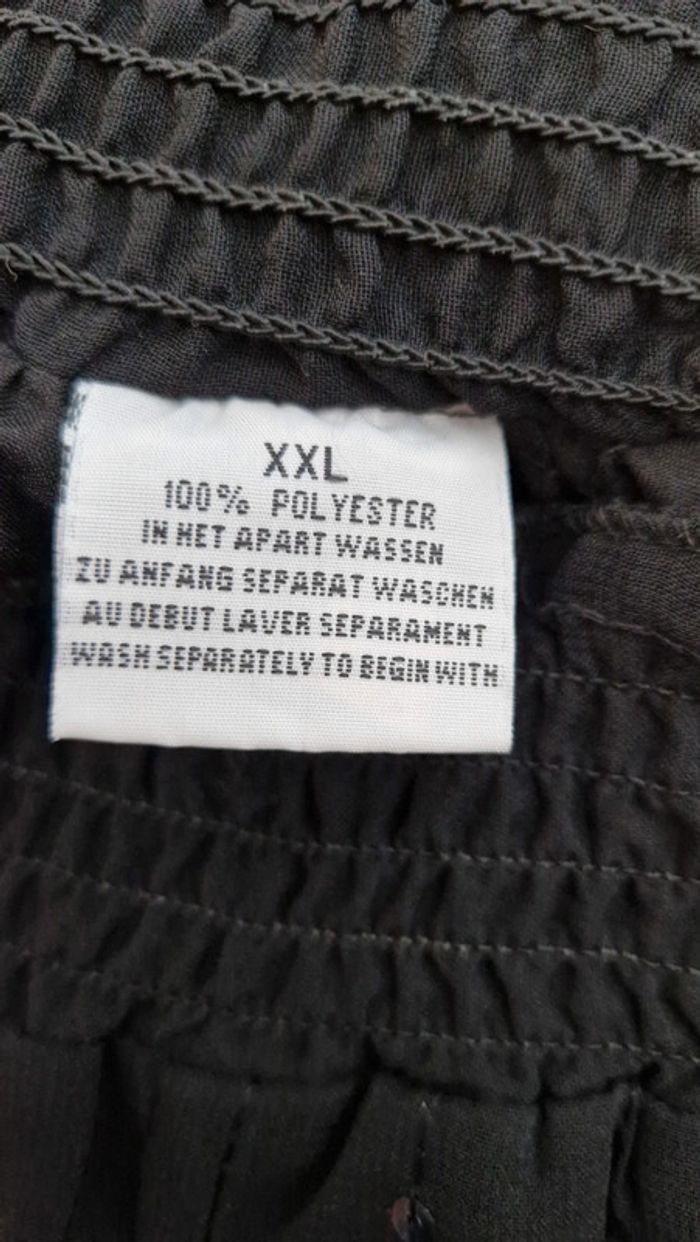 XXL
100% POLYESTER
IN HET APART WASSEN
ZU ANFANG SEPARAT WASCHEN
AU DEBUT LAVER SEPARAMENT
WASH SEPARATELY TO BEGIN WITH